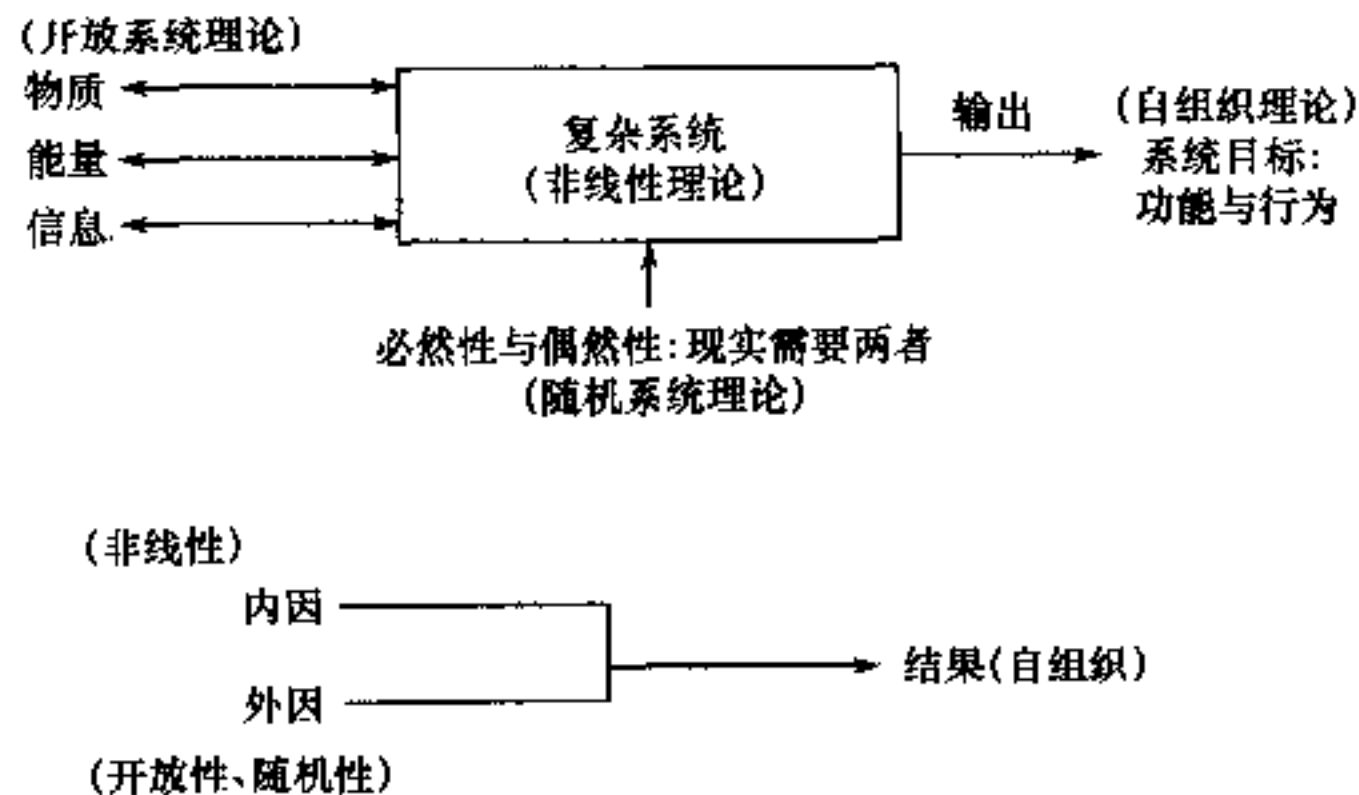 (开放系统理论)
物质
能量
信息
复杂系统
(非线性理论)
输出
(自组织理论)
系统目标:
功能与行为
必然性与偶然性:现实需要两者
(随机系统理论)
(非线性)
内因
外因
(开放性、随机性)
结果(自组织)